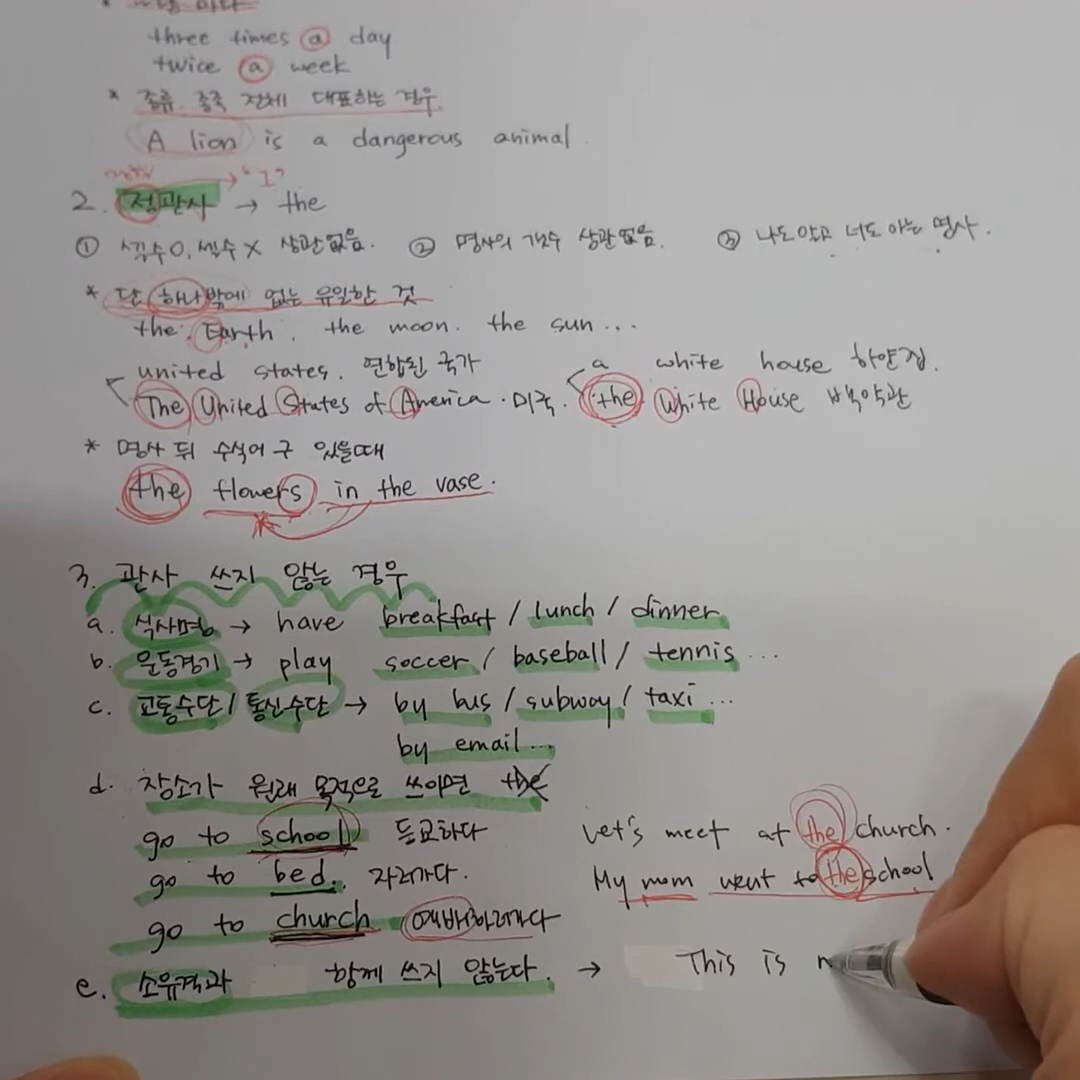 three times a day
twice a week
* 종류, 종족 전체 대표하는 경우.
A lion is a dangerous animal.
→ "1"
2. 정관사 → the
① 셀수O, 셀수X 상관없음. ② 명사의 갯수 상관없음. ③ 나도 알고 너도 아는 명사.
* 단 하나밖에 없는 유일한 것
the Earth, the moon. the sun...
united states. 연합된 국가 a white house 하얀집.
The United States of America. 미국. the White House 백악관
* 명사 뒤 수식어구 있을때
the flowers in the vase.
3. 관사 쓰지 않는 경우
a. 식사명 → have breakfast / lunch / dinner
b. 운동경기 → play soccer / baseball / tennis ...
c. 교통수단 / 통신수단 → by bus / subway / taxi ...
by email...
d. 장소가 원래 목적으로 쓰이면 the
go to school 등교하다 Let's meet at the church.
go to bed. 자러가다. My mom went to the school
go to church 예배하러가다
e. 소유격과 함께 쓰지 않는다. → This is m